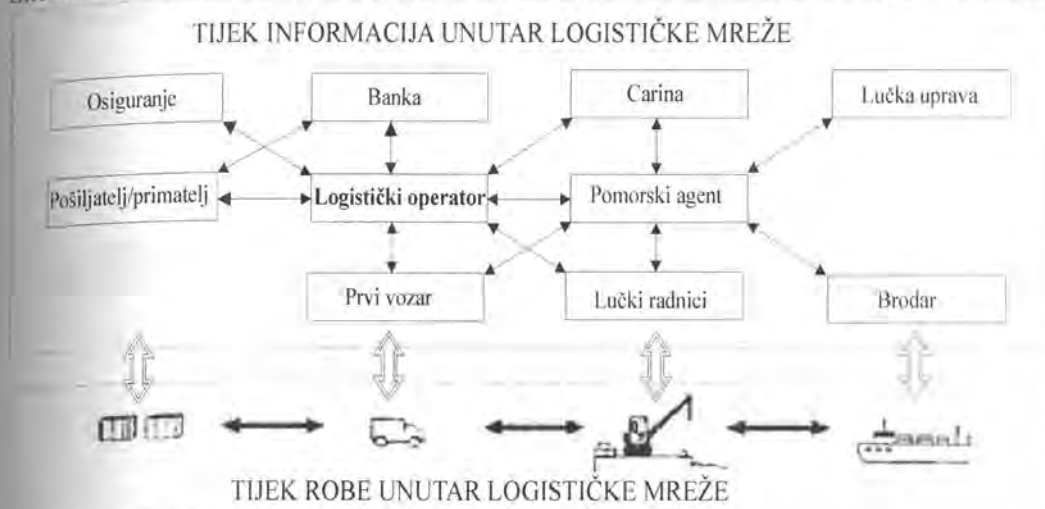 TIJEK INFORMACIJA UNUTAR LOGISTIČKE MREŽE
Osiguranje
Banka
Carina
Lučka uprava
Pošiljatelj/primatelj
Logistički operator
Pomorski agent
Prvi vozar
Lučki radnici
Brodar
TIJEK ROBE UNUTAR LOGISTIČKE MREŽE